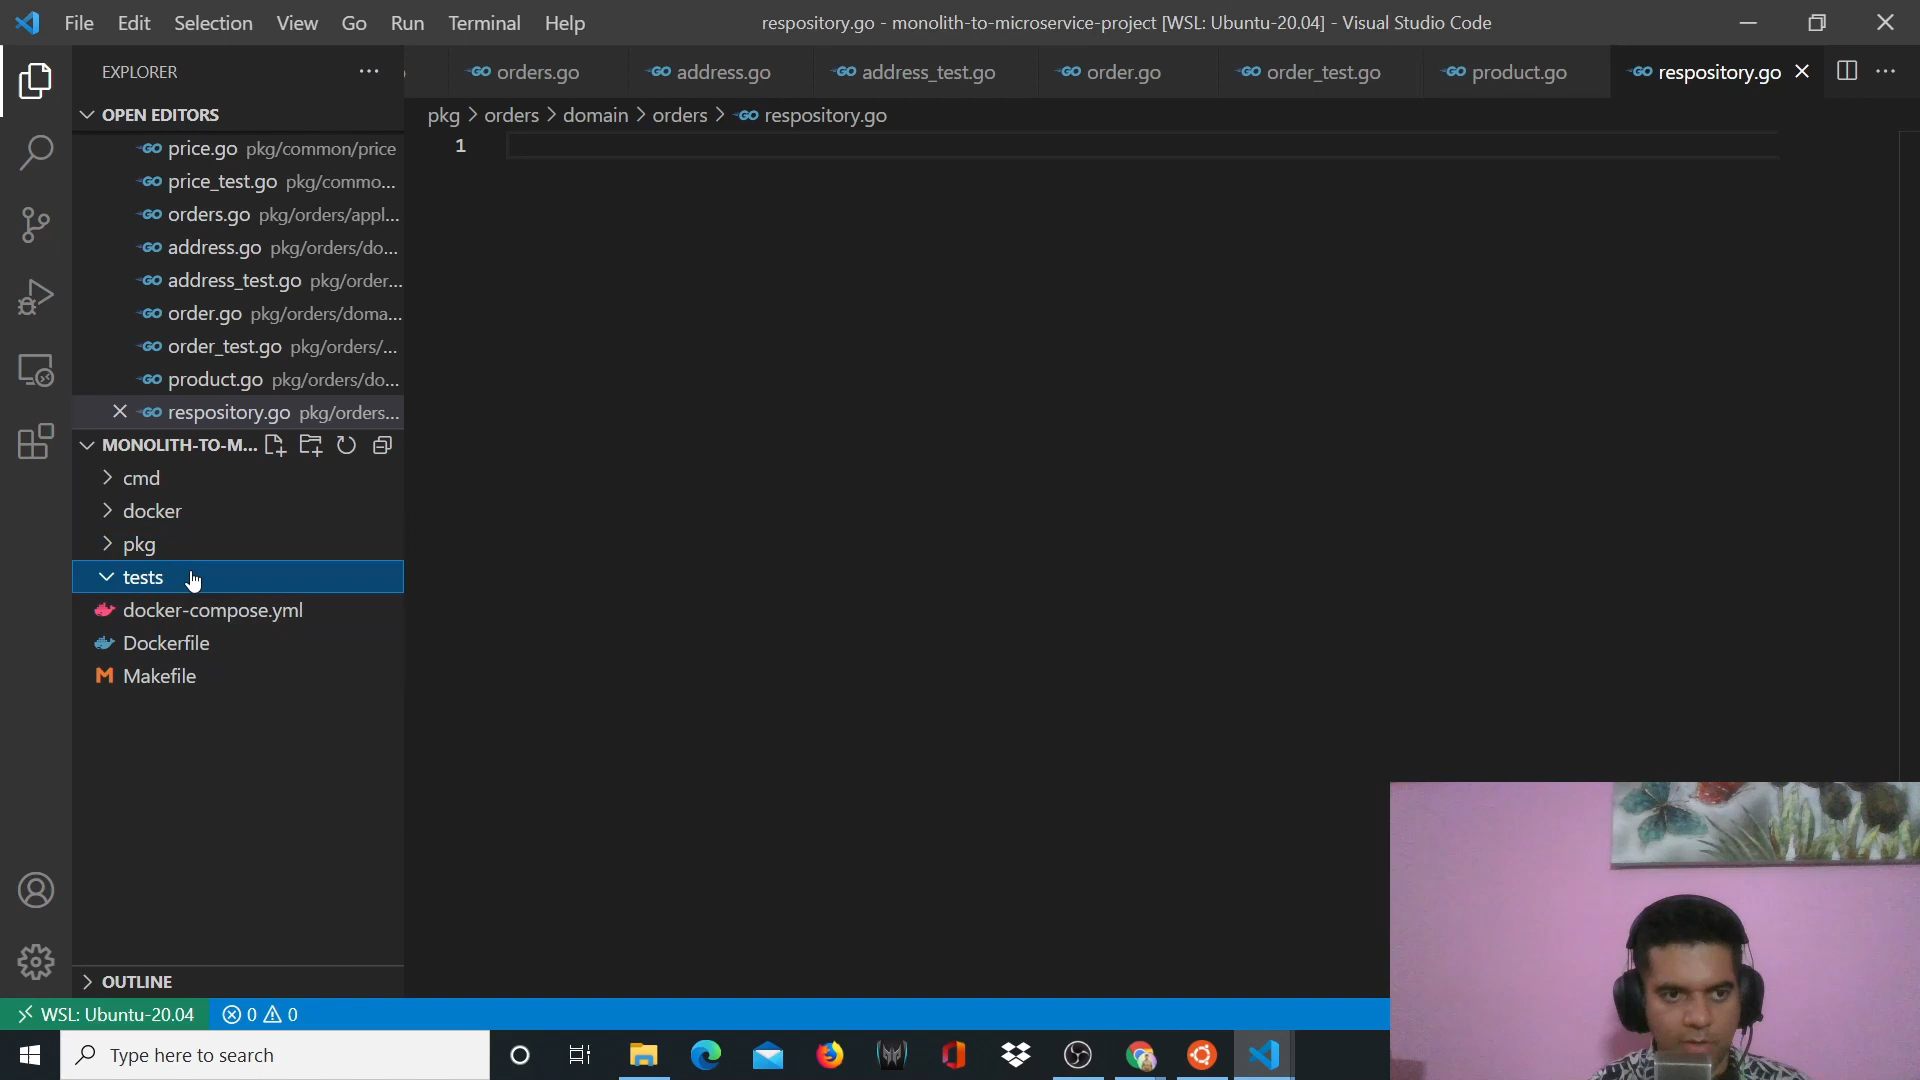 File Edit Selection View Go Run Terminal Help
respository.go - monolith-to-microservice-project [WSL: Ubuntu-20.04] - Visual Studio Code
EXPLORER
orders.go
address.go
address_test.go
order.go
order_test.go
product.go
respository.go
OPEN EDITORS
pkg > orders > domain > orders > respository.go
1
price.go pkg/common/price
price_test.go pkg/commo...
orders.go pkg/orders/appl...
address.go pkg/orders/do...
address_test.go pkg/order...
order.go pkg/orders/doma...
order_test.go pkg/orders/...
product.go pkg/orders/do...
respository.go pkg/orders...
MONOLITH-TO-M...
cmd
docker
pkg
tests
docker-compose.yml
Dockerfile
M Makefile
OUTLINE
WSL: Ubuntu-20.04 0 0
Type here to search